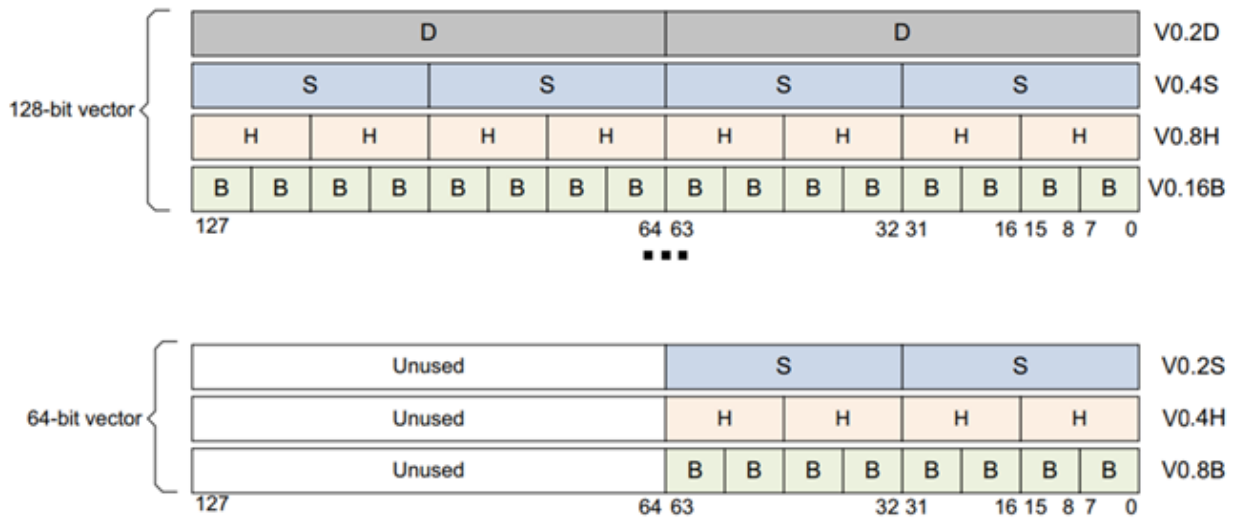 D D V0.2D
S S S S V0.4S
128-bit vector
H H H H H H H H V0.8H
B B B B B B B B B B B B B B B B V0.16B
127 64 63 32 31 16 15 8 7 0
...
Unused S S V0.2S
64-bit vector
Unused H H H H V0.4H
Unused B B B B B B B B V0.8B
127 64 63 32 31 16 15 8 7 0